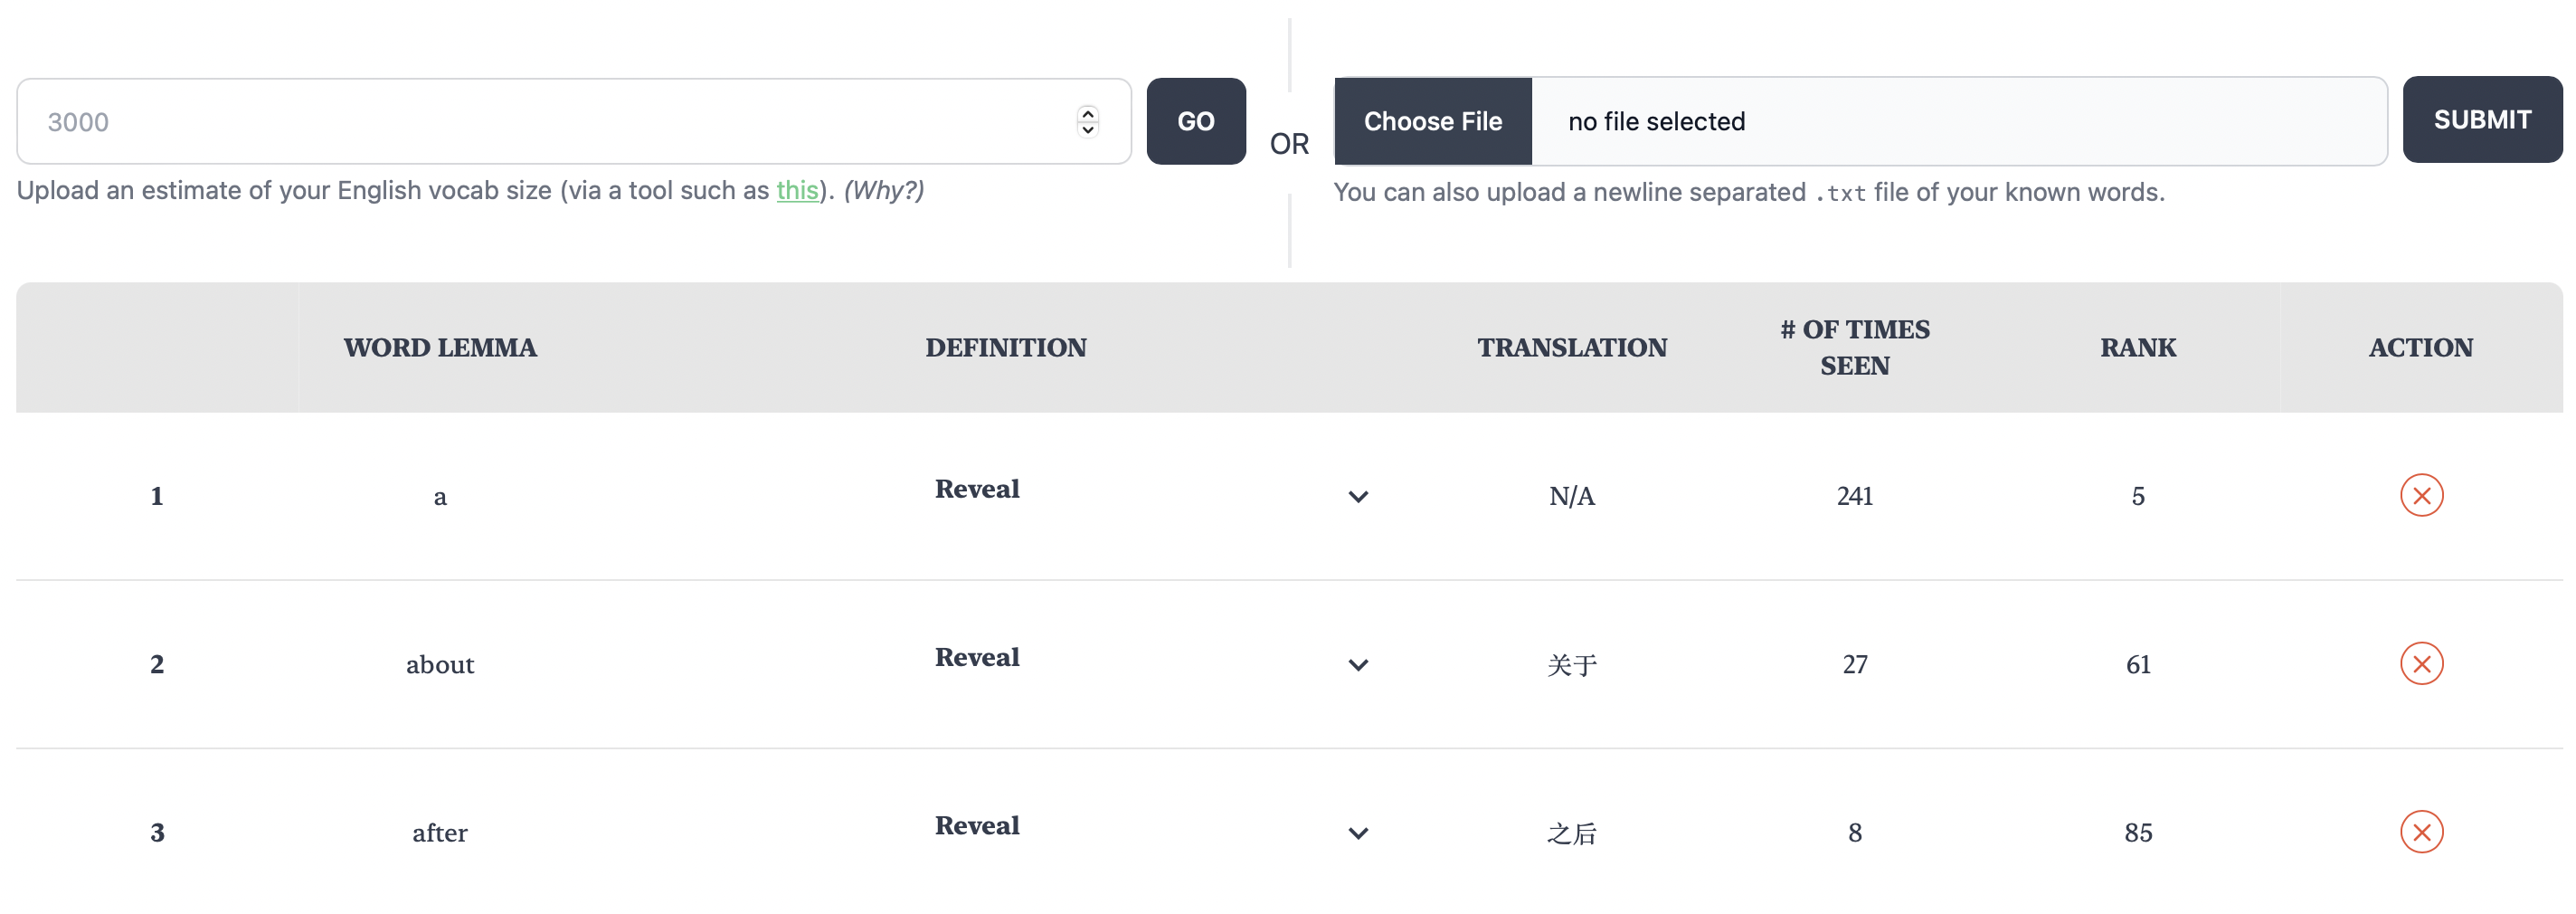 3000
GO
OR
Choose File
no file selected
SUBMIT
Upload an estimate of your English vocab size (via a tool such as this). (Why?)
You can also upload a newline separated .txt file of your known words.
WORD LEMMA
DEFINITION
TRANSLATION
# OF TIMES
SEEN
RANK
ACTION
1
a
Reveal
N/A
241
5
2
about
Reveal
关于
27
61
3
after
Reveal
之后
8
85